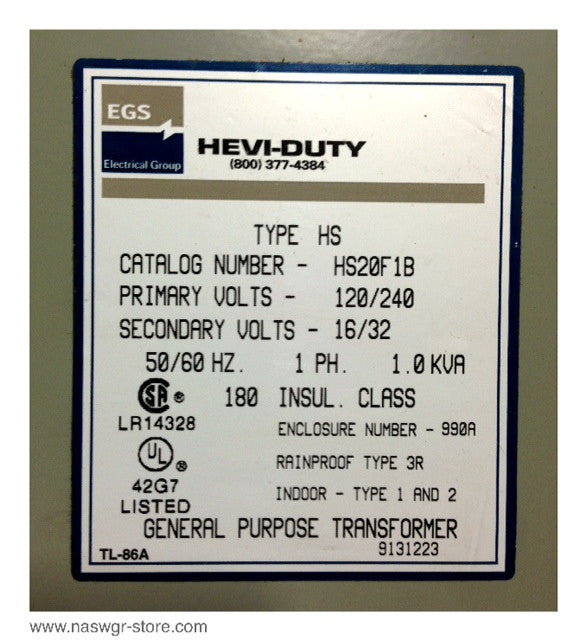 EGS
Electrical Group
HEVI-DUTY
(800) 377-4384
TYPE HS
CATALOG NUMBER - HS20F1B
PRIMARY VOLTS - 120/240
SECONDARY VOLTS - 16/32
50/60 HZ. 1 PH. 1.0 KVA
SA ® 180 INSUL. CLASS
LR14328
ENCLOSURE NUMBER - 990A
UL ®
RAINPROOF TYPE 3R
42G7
INDOOR - TYPE 1 AND 2
LISTED
GENERAL PURPOSE TRANSFORMER
TL-86A
9131223
www.naswgr-store.com